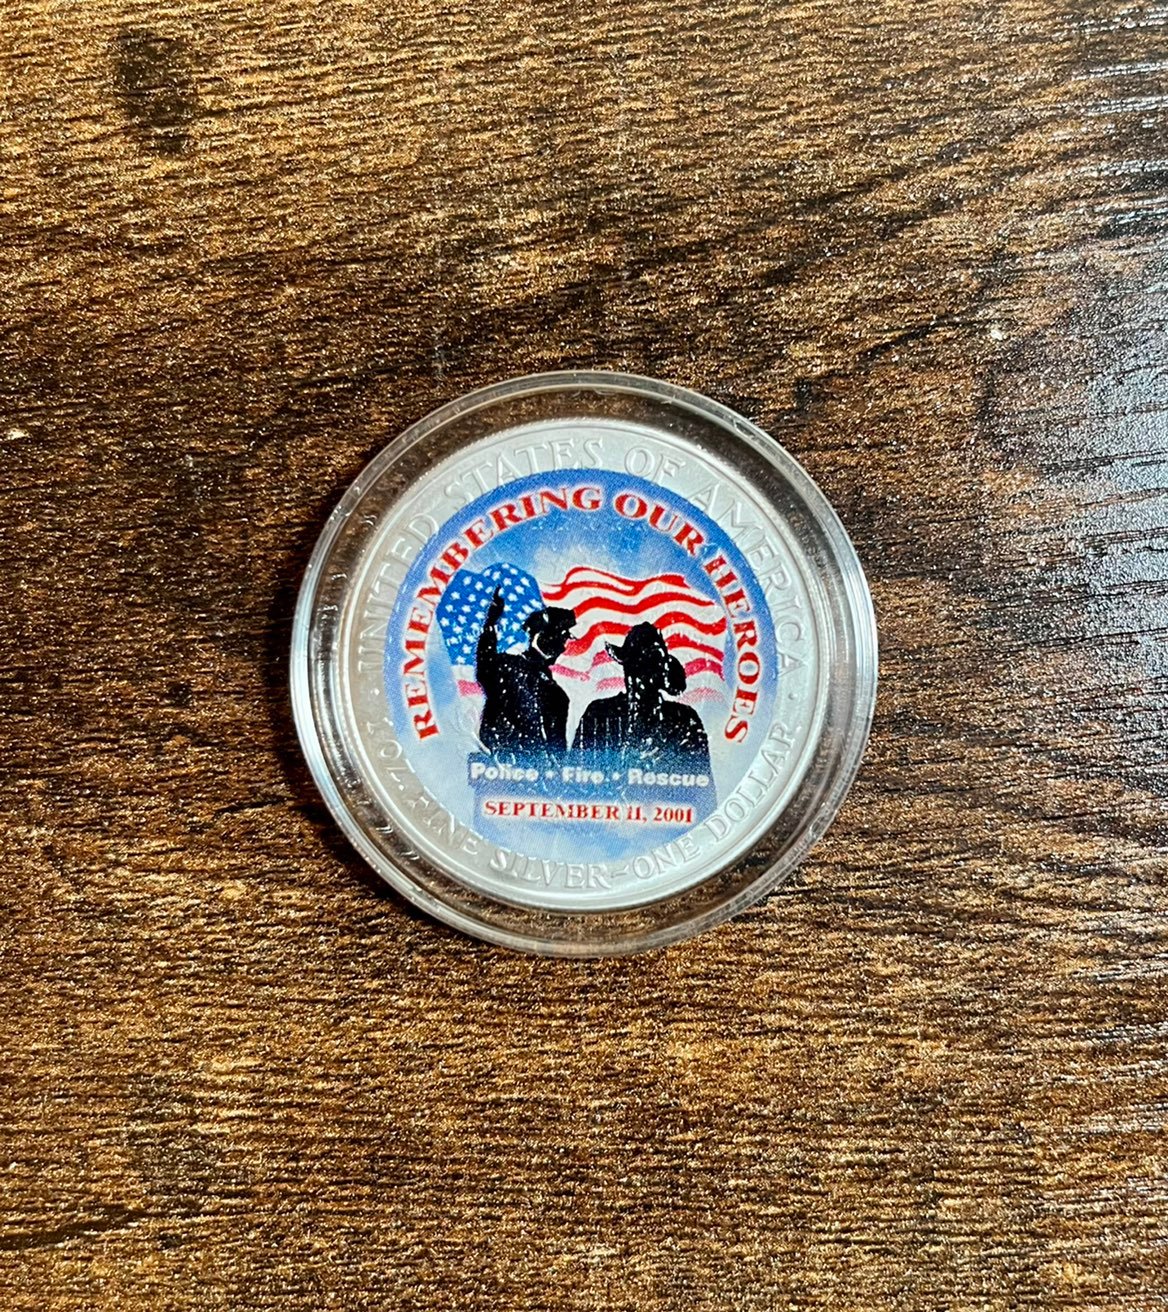 UNITED STATES OF AMERICA
REMEMBERING OUR HEROES
Police • Fire • Rescue
SEPTEMBER 11, 2001
1 OZ. FINE SILVER~ONE DOLLAR